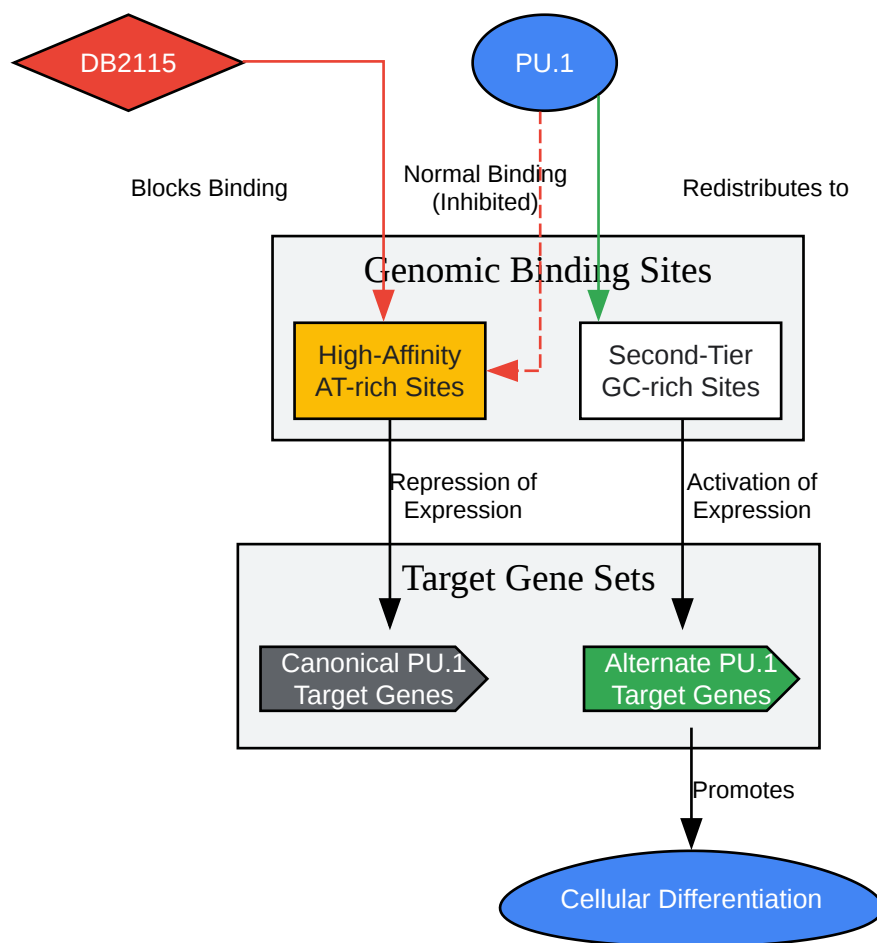 DB2115
PU.1
Blocks Binding
Normal Binding
(Inhibited)
Redistributes to
Genomic Binding Sites
High-Affinity
AT-rich Sites
Second-Tier
GC-rich Sites
Repression of
Expression
Activation of
Expression
Target Gene Sets
Canonical PU.1
Target Genes
Alternate PU.1
Target Genes
Promotes
Cellular Differentiation